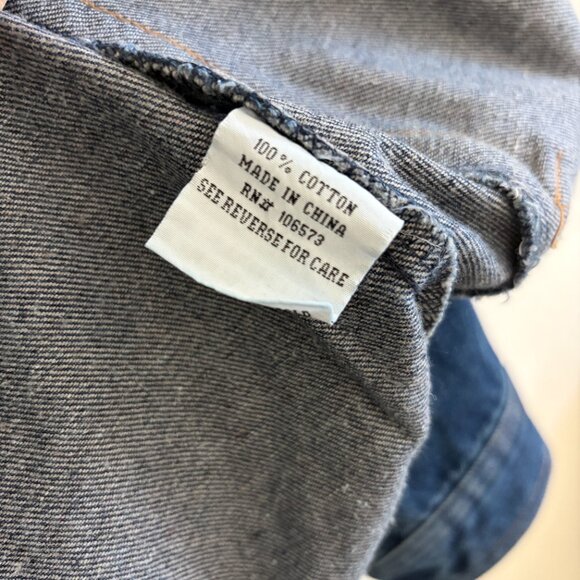 100% COTTON
MADE IN CHINA
RN# 106573
SEE REVERSE FOR CARE